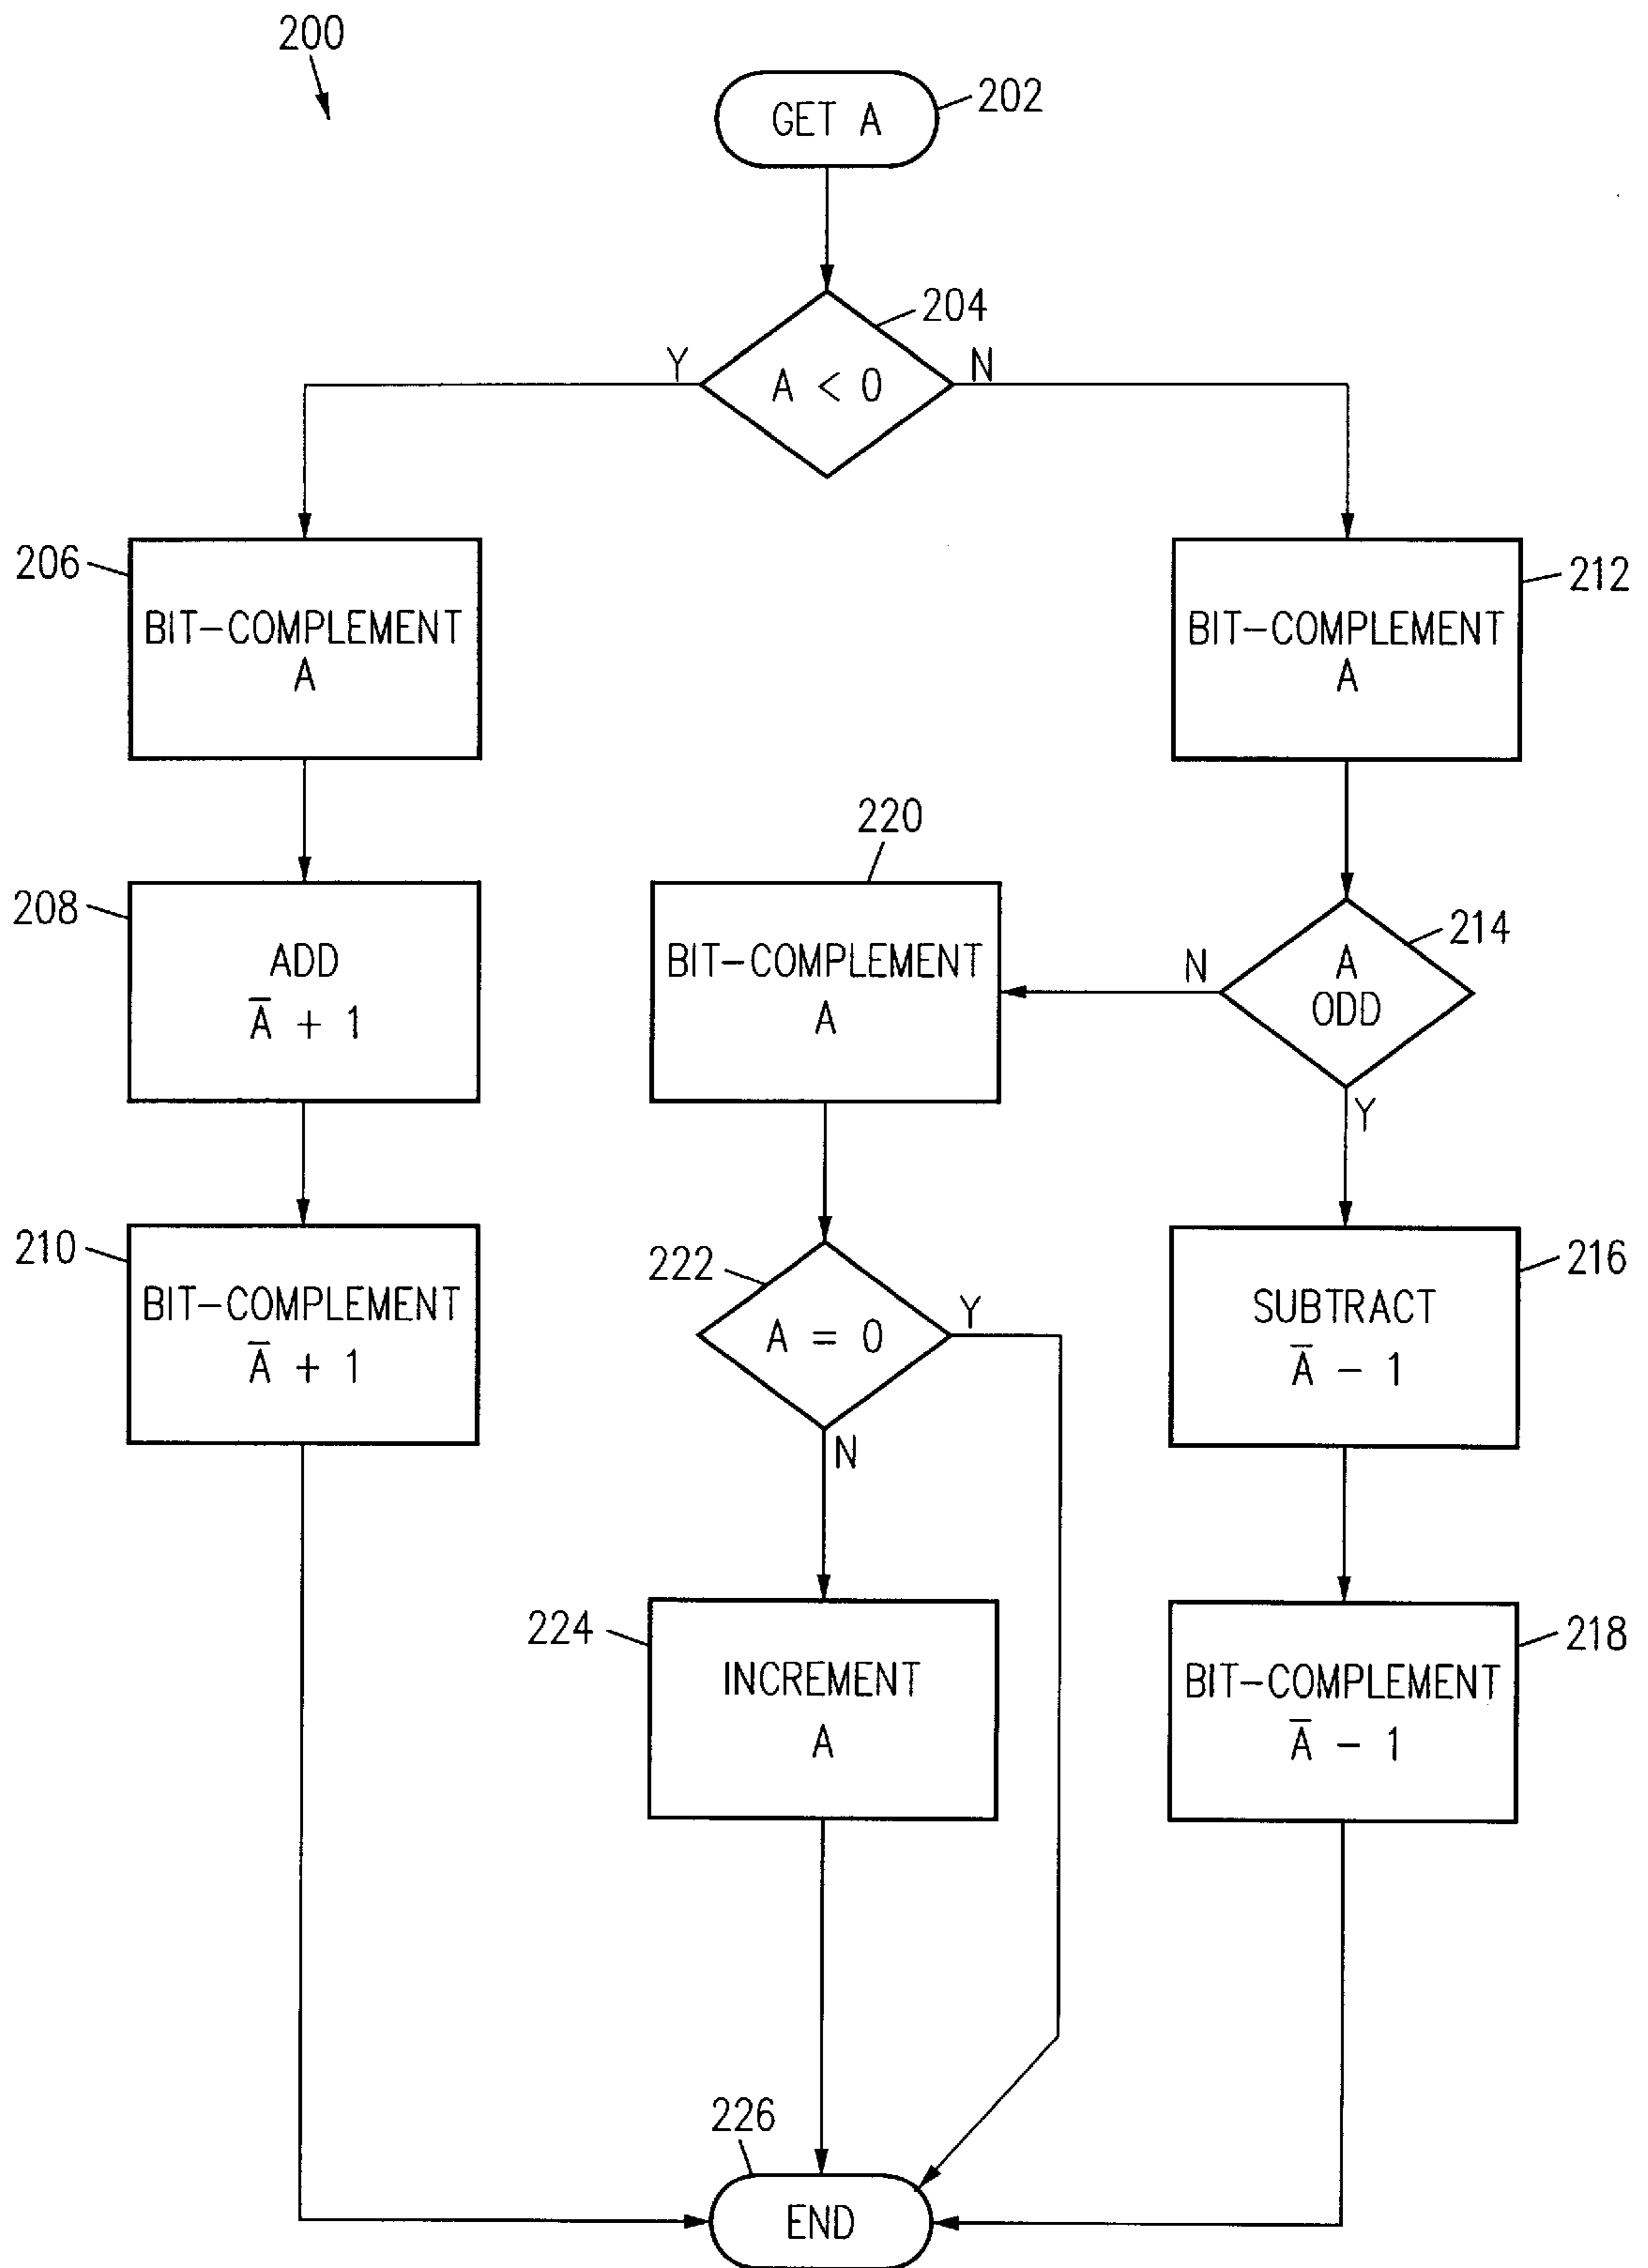 200
GET A
202
204
Y
A < 0
N
206
BIT-COMPLEMENT
A
212
BIT-COMPLEMENT
A
208
ADD
A̅ + 1
220
BIT-COMPLEMENT
A
N
214
A
ODD
Y
210
BIT-COMPLEMENT
A̅ + 1
222
A = 0
Y
N
216
SUBTRACT
A̅ - 1
224
INCREMENT
A
218
BIT-COMPLEMENT
A̅ - 1
226
END